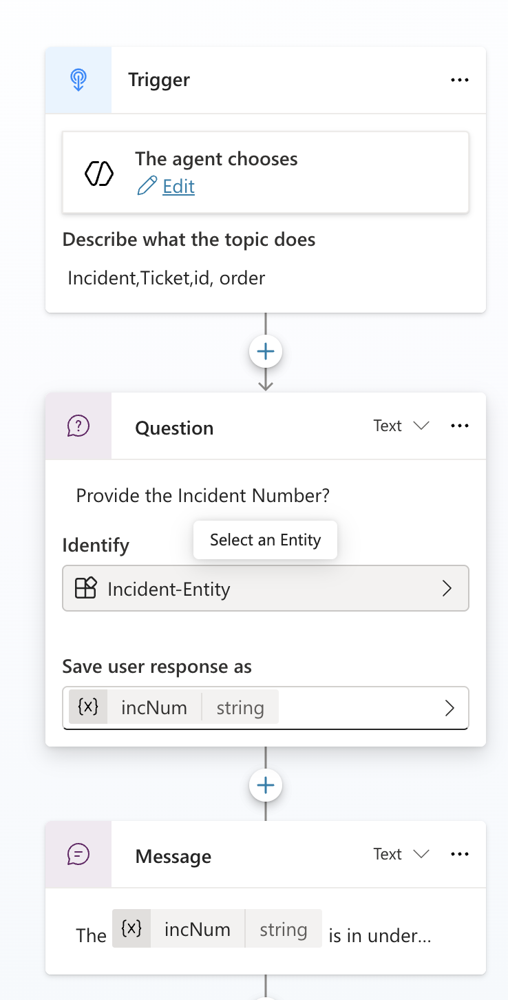 Trigger
...
The agent chooses
Edit
Describe what the topic does
Incident,Ticket,id, order
Question
Text
...
Provide the Incident Number?
Select an Entity
Identify
Incident-Entity
Save user response as
{x} incNum string
Message
Text
...
The {x} incNum string is in under...